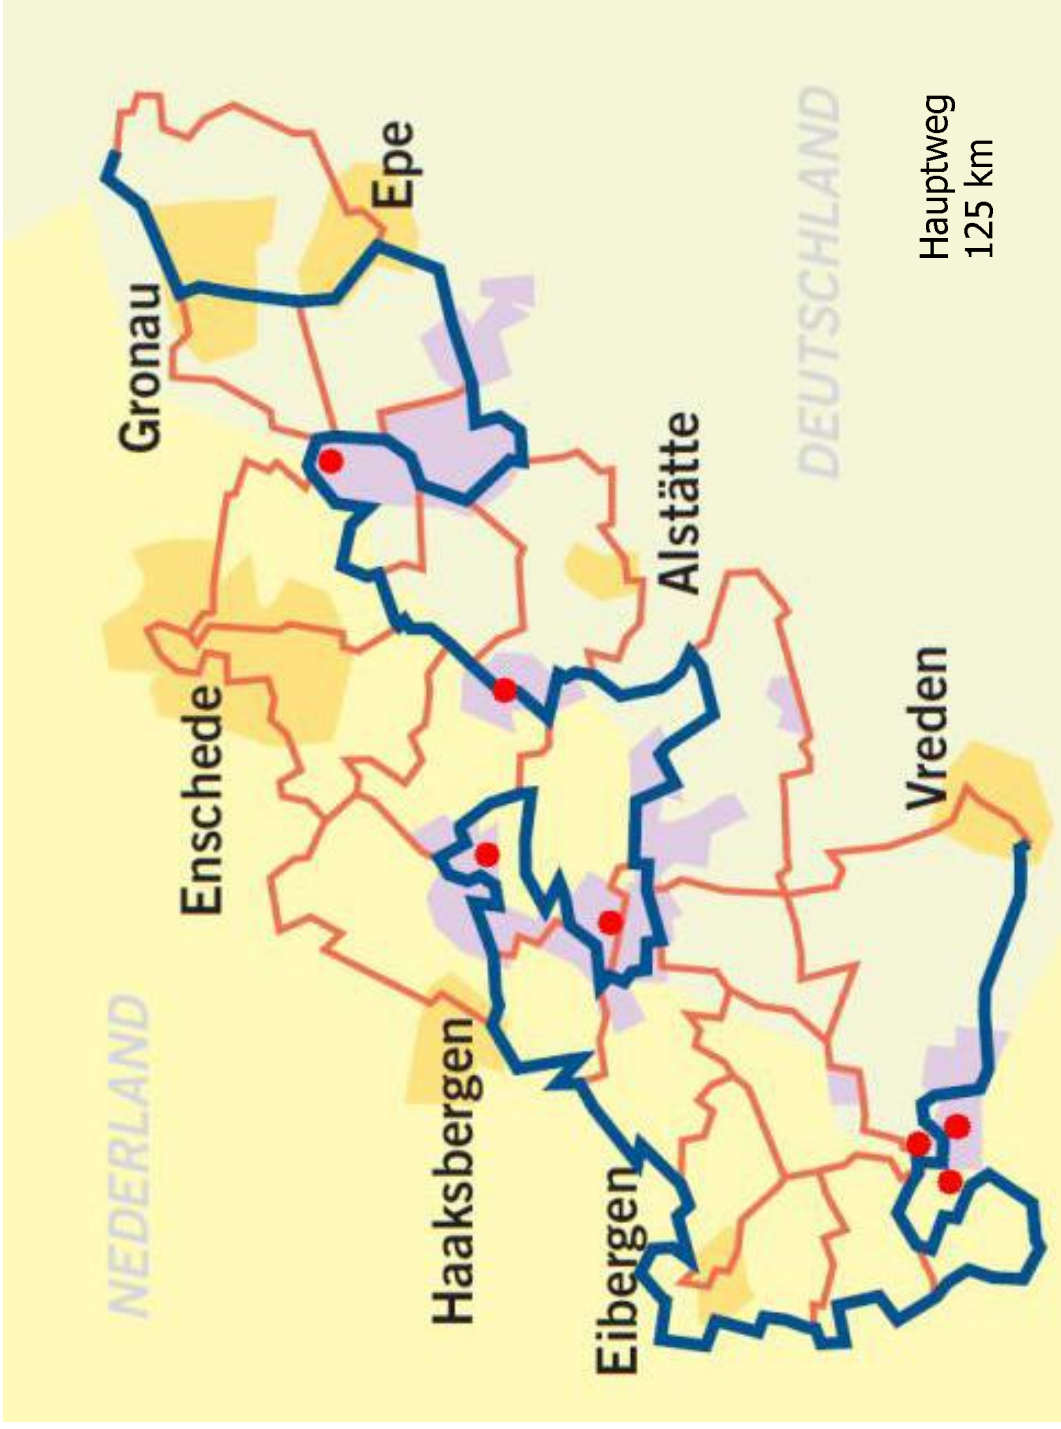 NEDERLAND
Enschede
Gronau
Epe
Haaksbergen
Eibergen
Alstätte
Vreden
DEUTSCHLAND
Hauptweg
125 km